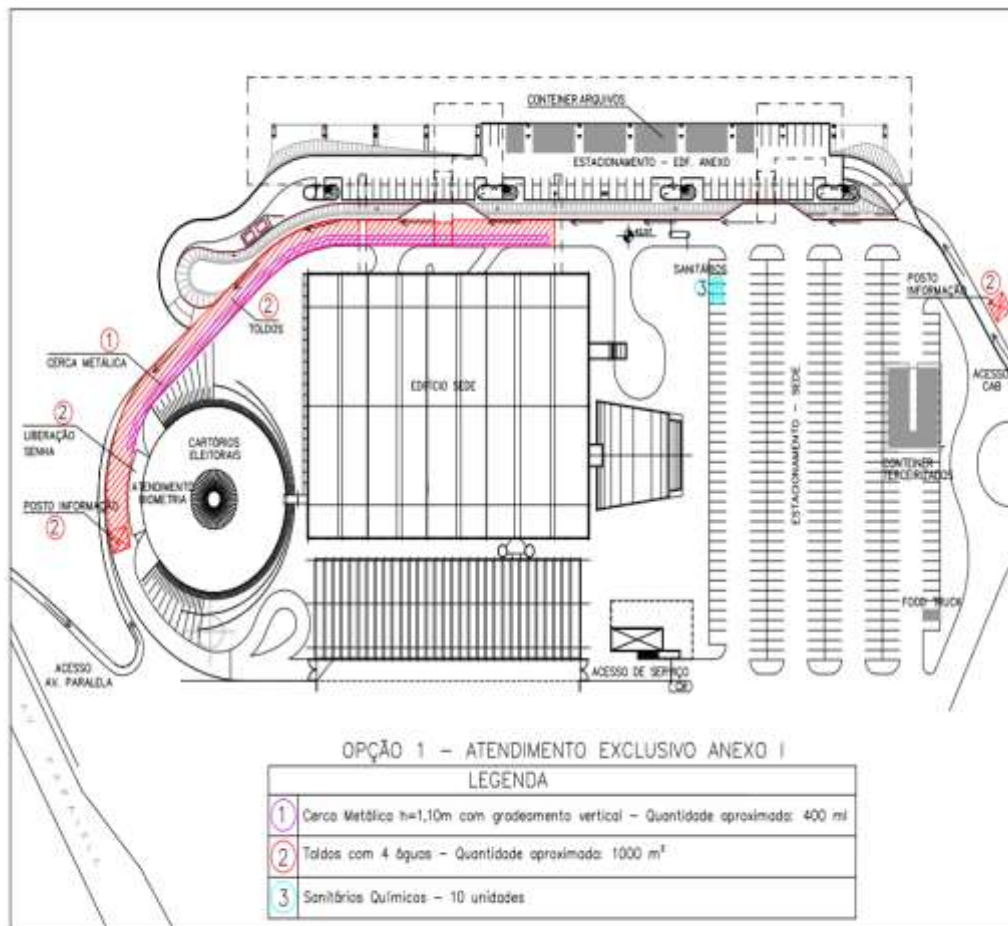 CONTEINER ARQUIVOS
ESTACIONAMENTO - EDF. ANEXO
SANITÁRIOS
3
POSTO
INFORMAÇÃO
2
2
TOLDOS
1
CERCA METÁLICA
EDIFÍCIO SEDE
ACESSO
CAB
2
LIBERAÇÃO
SENHA
CARTÓRIOS
ELEITORAIS
ATENDIMENTO
BIOMETRIA
ESTACIONAMENTO - SEDE
CONTEINER
TERCEIRIZADOS
POSTO INFORMAÇÃO
2
FOOD TRUCK
ACESSO
AV. PARALELA
ACESSO DE SERVIÇO
AV. PARALELA
OPÇÃO 1 - ATENDIMENTO EXCLUSIVO ANEXO I
LEGENDA
1 Cerca Metálica h=1,10m com gradeamento vertical - Quantidade aproximada: 400 ml
2 Toldos com 4 águas - Quantidade aproximada: 1000 m²
3 Sanitários Químicos - 10 unidades